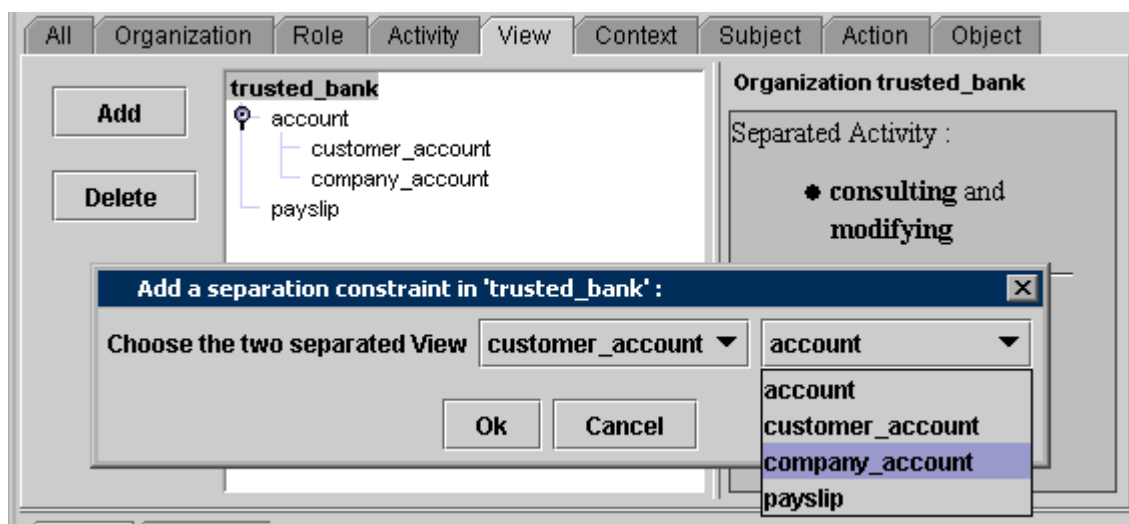 All Organization Role Activity View Context Subject Action Object
Add
Delete
trusted_bank
account
customer_account
company_account
payslip
Organization trusted_bank
Separated Activity :
consulting and
modifying
Add a separation constraint in 'trusted_bank' :
Choose the two separated View customer_account account
Ok Cancel
account
customer_account
company_account
payslip